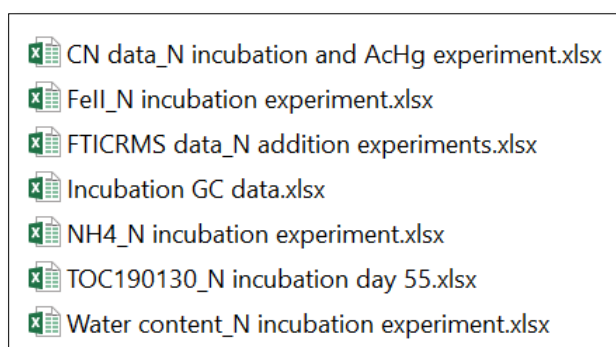 CN data_N incubation and AcHg experiment.xlsx
FeII_N incubation experiment.xlsx
FTICRMS data_N addition experiments.xlsx
Incubation GC data.xlsx
NH4_N incubation experiment.xlsx
TOC190130_N incubation day 55.xlsx
Water content_N incubation experiment.xlsx